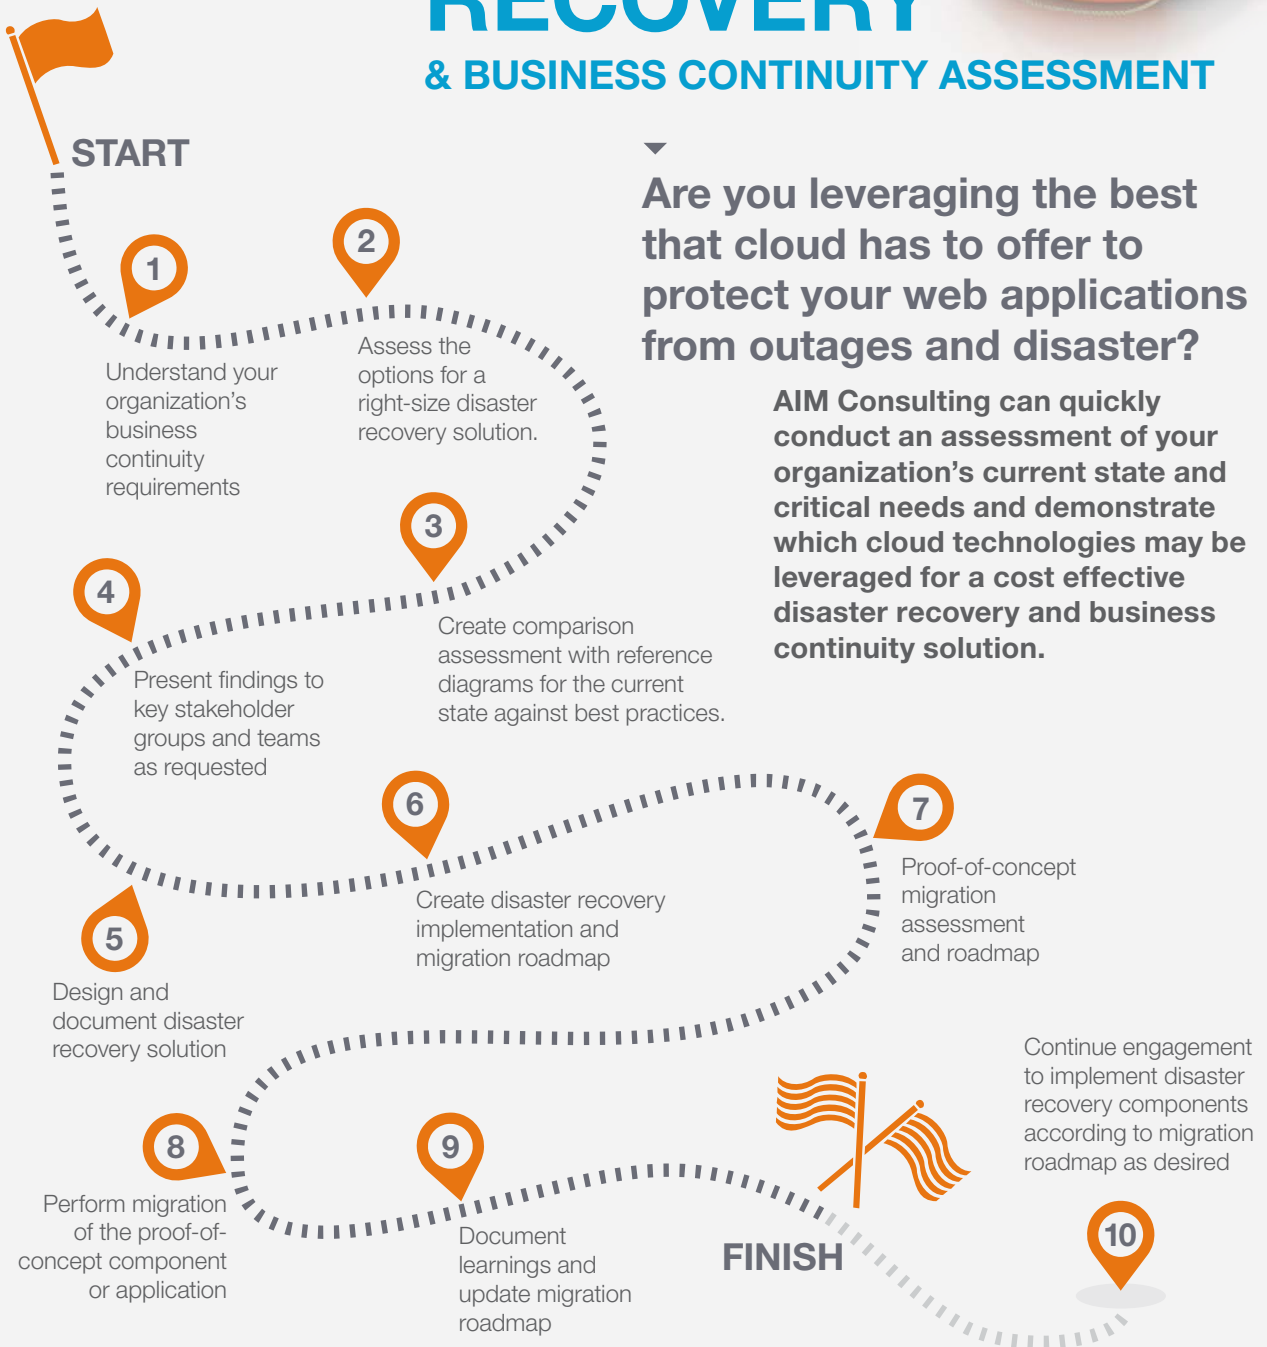 RECOVERY
& BUSINESS CONTINUITY ASSESSMENT
START
Are you leveraging the best
that cloud has to offer to
protect your web applications
from outages and disaster?
AIM Consulting can quickly
conduct an assessment of your
organization's current state and
critical needs and demonstrate
which cloud technologies may be
leveraged for a cost effective
disaster recovery and business
continuity solution.
1
Understand your
organization's
business
continuity
requirements
2
Assess the
options for a
right-size disaster
recovery solution.
3
Create comparison
assessment with reference
diagrams for the current
state against best practices.
4
Present findings to
key stakeholder
groups and teams
as requested
5
Design and
document disaster
recovery solution
6
Create disaster recovery
implementation and
migration roadmap
7
Proof-of-concept
migration
assessment
and roadmap
8
Perform migration
of the proof-of-
concept component
or application
9
Document
learnings and
update migration
roadmap
FINISH
Continue engagement
to implement disaster
recovery components
according to migration
roadmap as desired
10